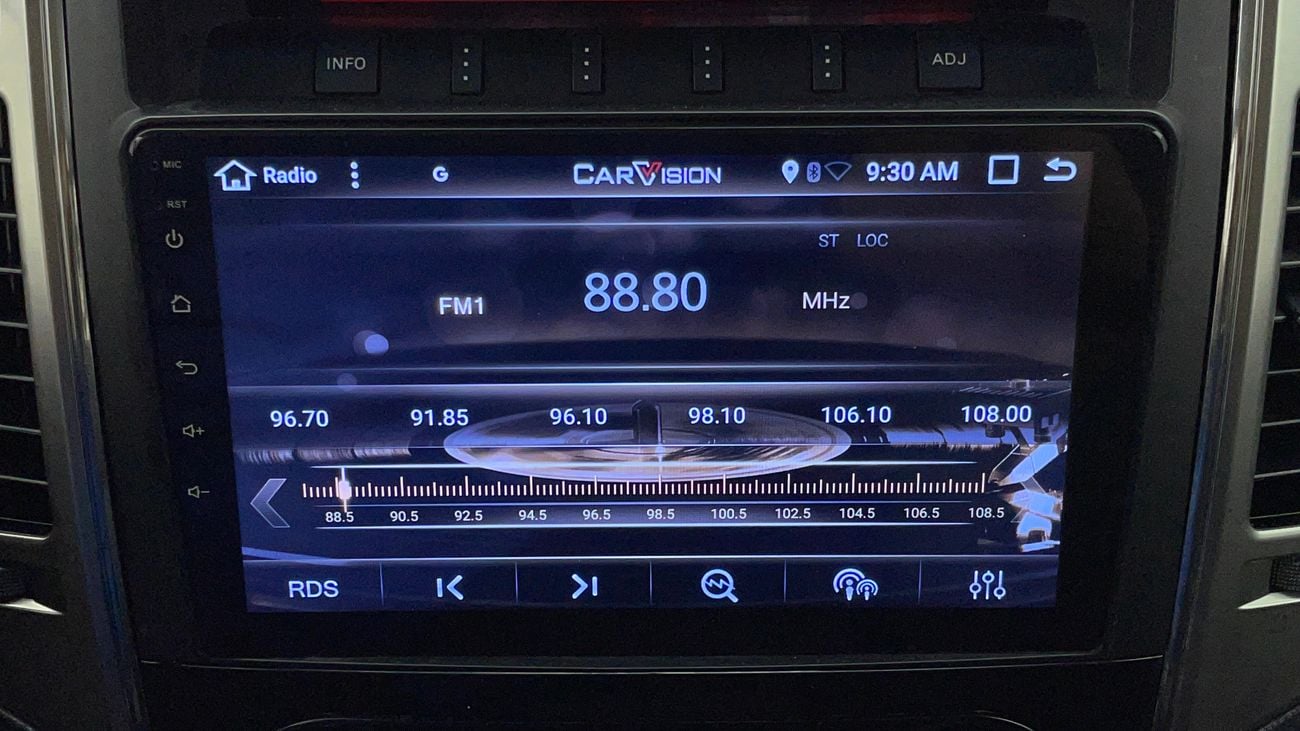 INFO ADJ
MIC
Radio G CARVISION 9:30 AM
RST
ST LOC
FM1 88.80 MHz
96.70 91.85 96.10 98.10 106.10 108.00
88.5 90.5 92.5 94.5 96.5 98.5 100.5 102.5 104.5 106.5 108.5
RDS